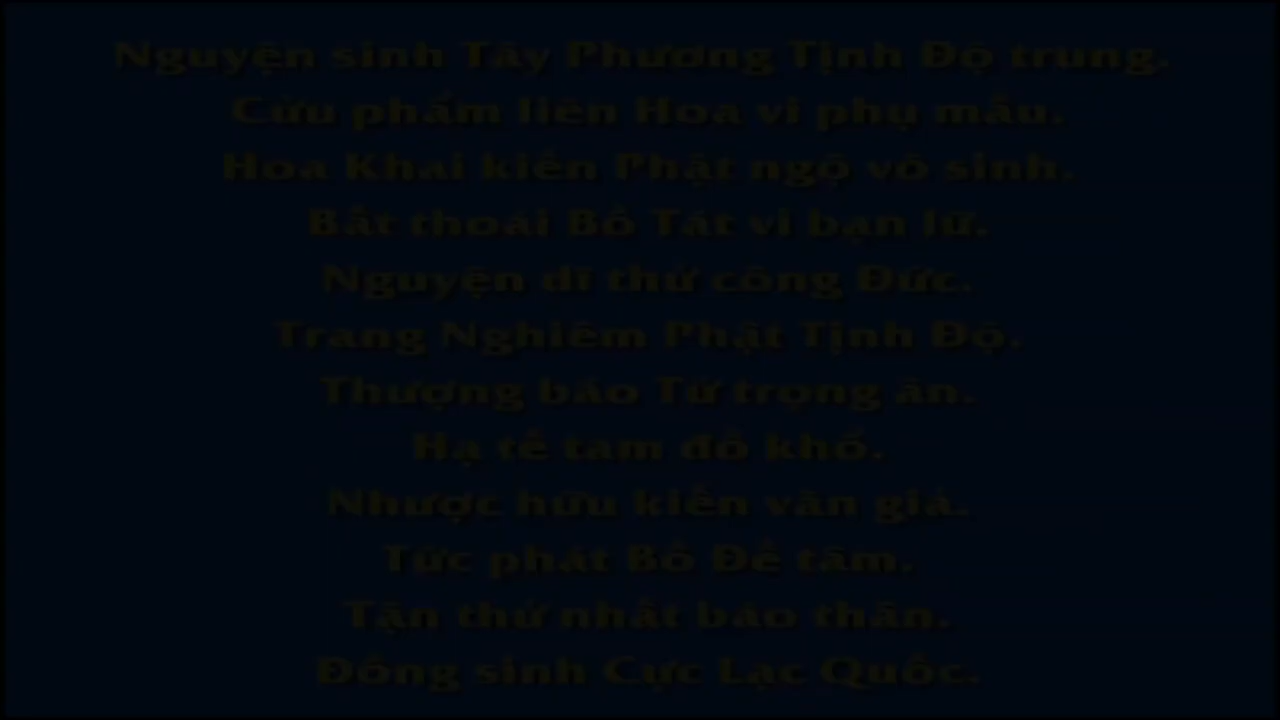 Nguyện sinh Tây Phương Tịnh Độ trung.
Cửu phẩm liên Hoa vi phụ mẫu.
Hoa Khai kiến Phật ngộ vô sinh.
Bất thoái Bồ Tát vi bạn lữ.
Nguyện dĩ thử công Đức.
Trang Nghiêm Phật Tịnh Độ.
Thượng báo Tứ trọng ân.
Hạ tế tam đồ khổ.
Nhược hữu kiến văn giả.
Tức phát Bồ Đề tâm.
Tận thử nhất báo thân.
Đồng sinh Cực Lạc Quốc.